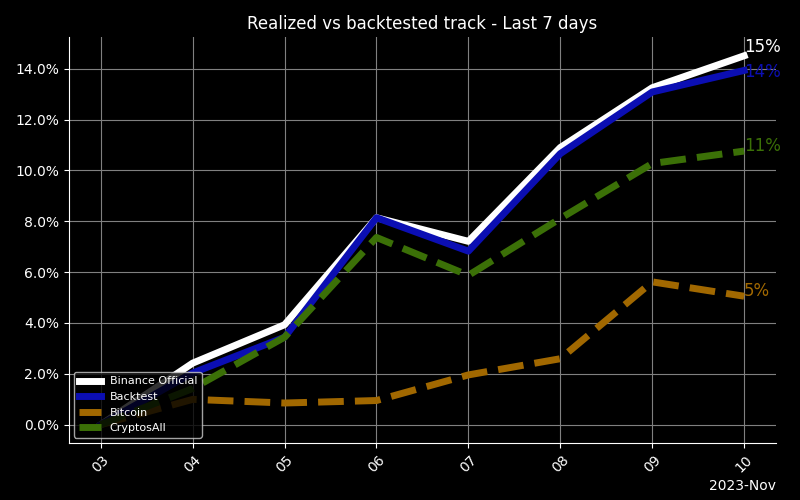 Realized vs backtested track - Last 7 days
15%
14%
14.0%
12.0%
11%
10.0%
8.0%
6.0%
5%
4.0%
2.0%
0.0%
Binance Official
Backtest
Bitcoin
CryptosAll
03 04 05 06 07 08 09 10
2023-Nov